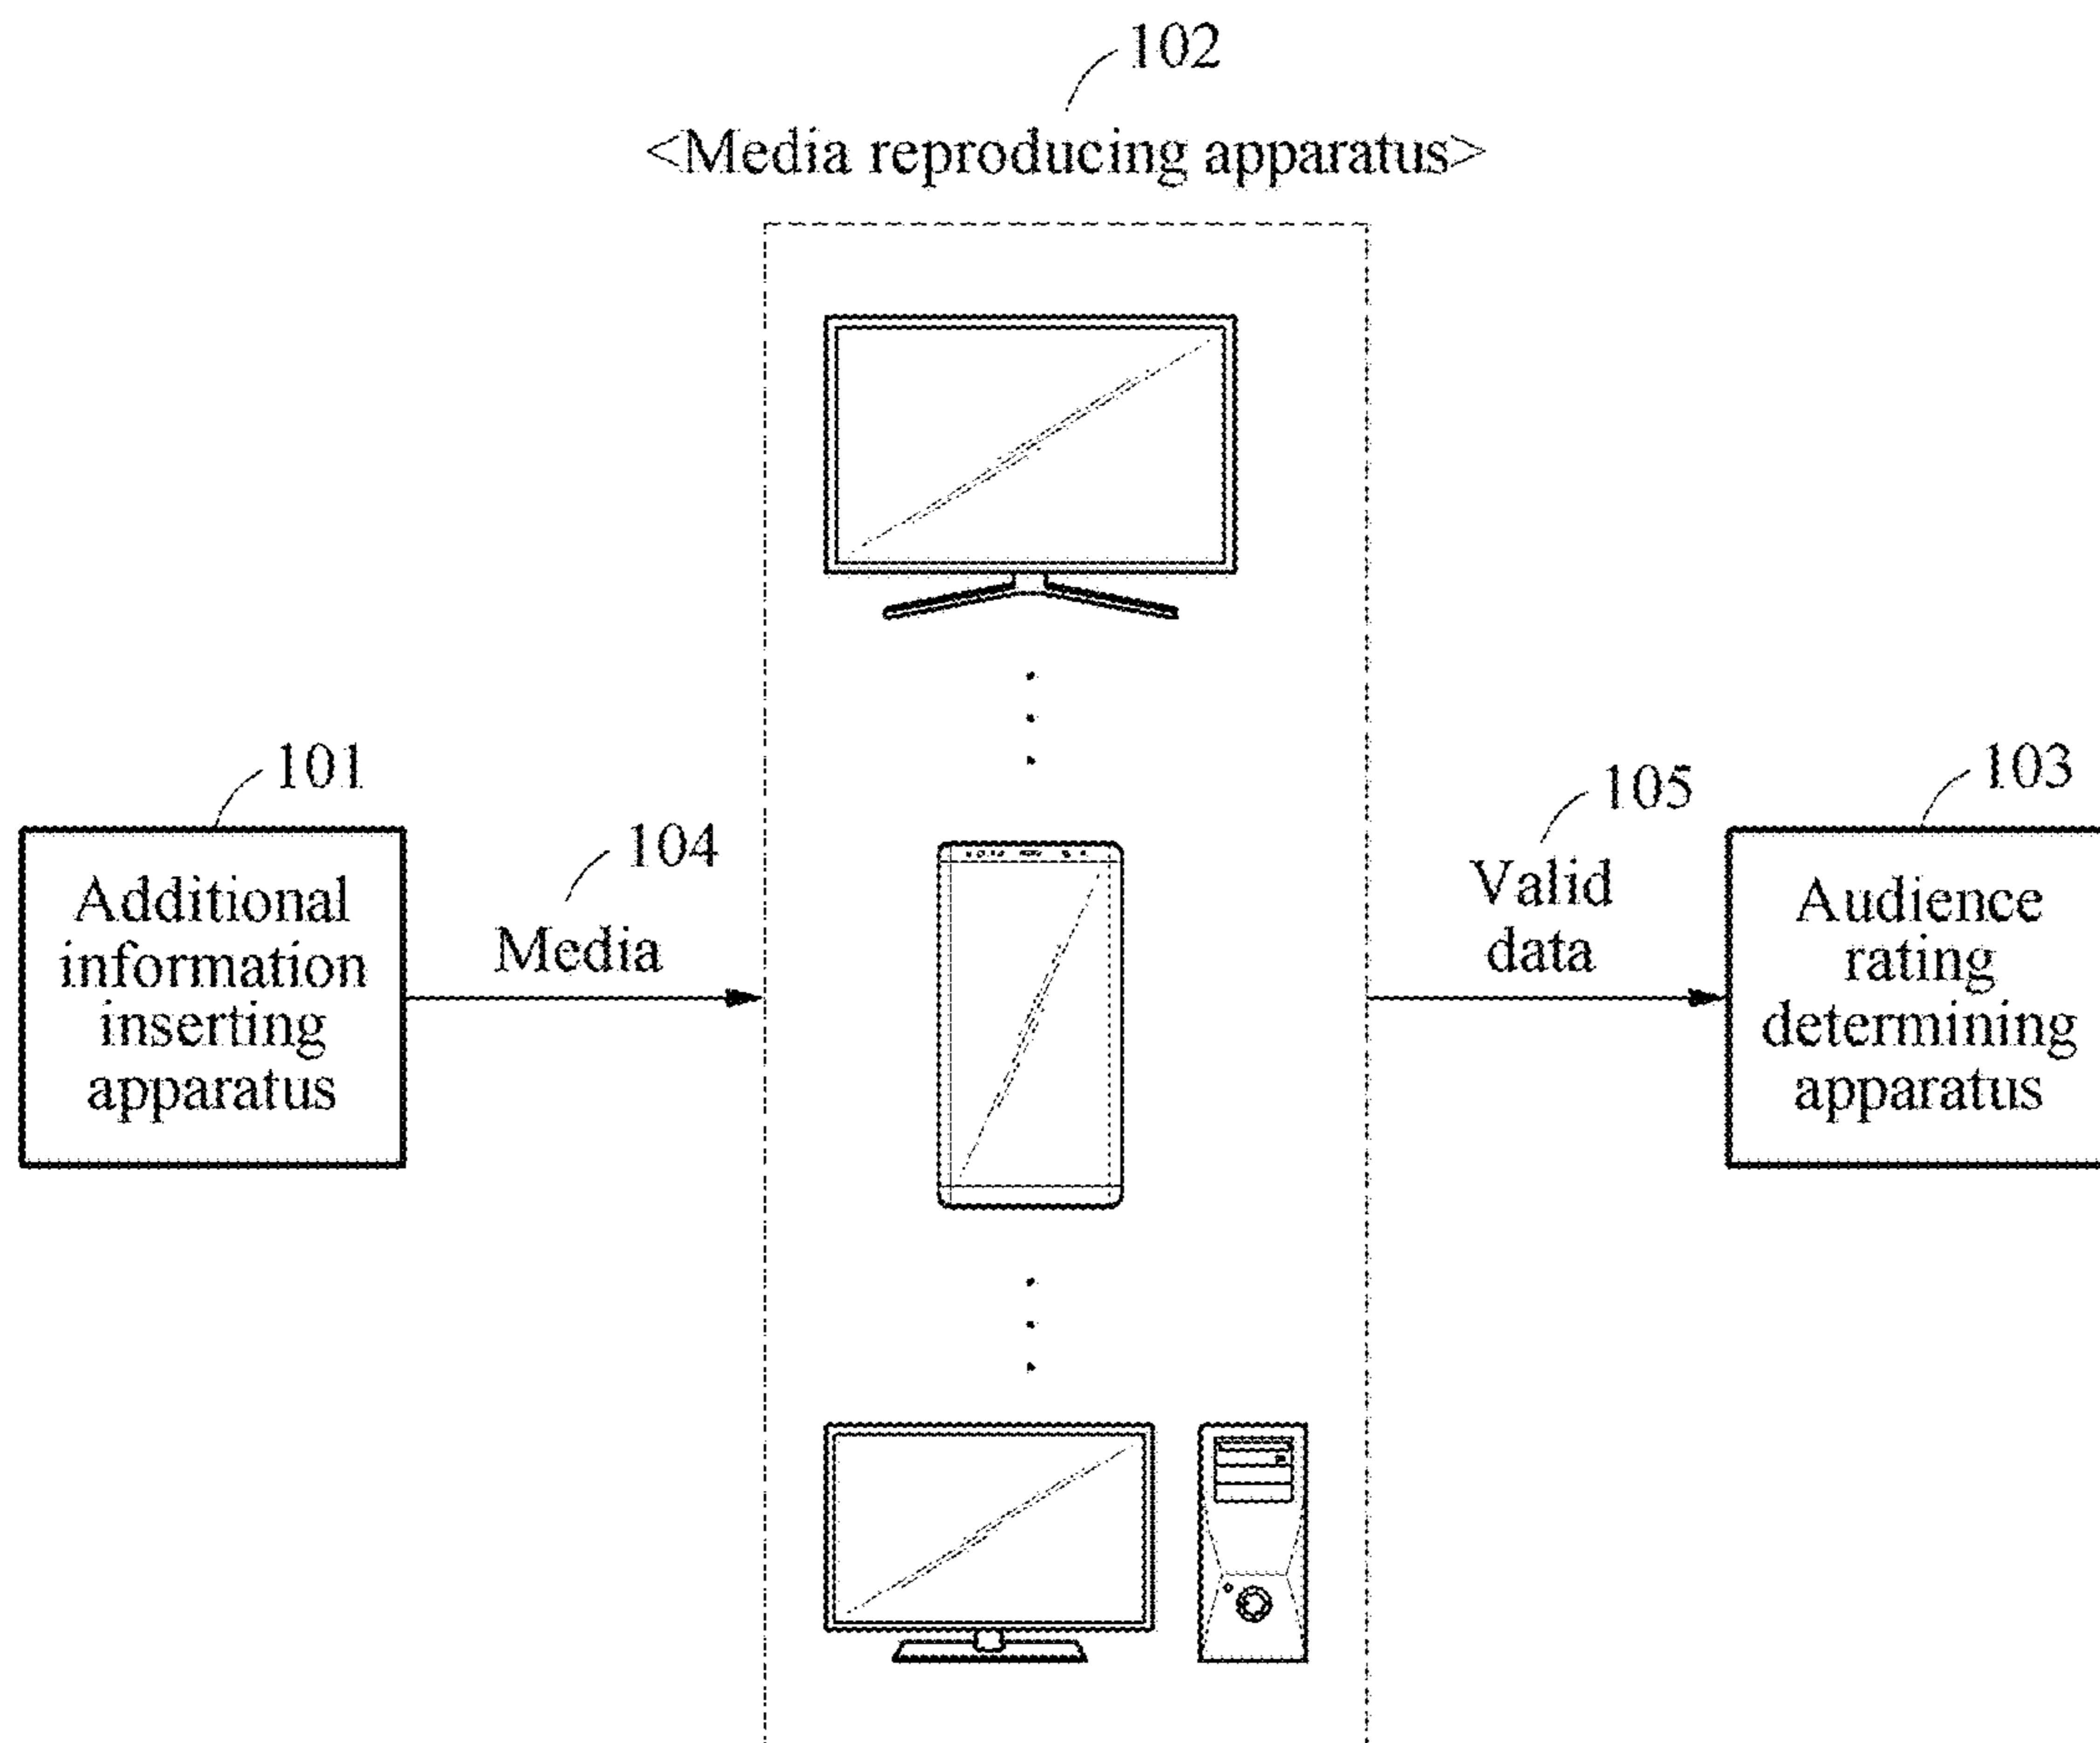 102
<Media reproducing apparatus>
101
Additional
information
inserting
apparatus
104
Media
105
Valid
data
103
Audience
rating
determining
apparatus